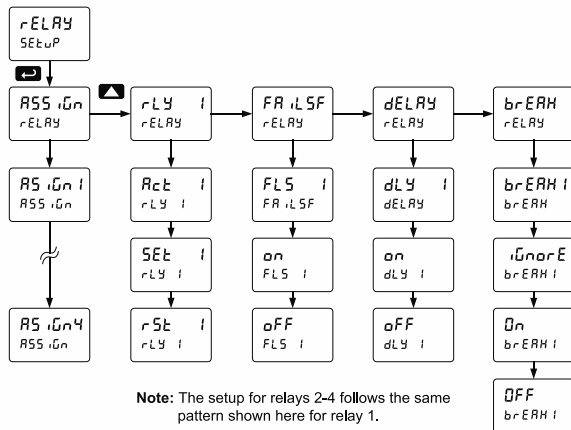 rELAY
SEtuP
ASSiGn
rELAY
rLY 1
rELAY
FAiLSF
rELAY
dELAY
rELAY
brEAK
rELAY
ASiGn1
ASSiGn
Act 1
rLY 1
FLS 1
FAiLSF
dLY 1
dELAY
brEAK1
brEAK
SEt 1
rLY 1
on
FLS 1
on
dLY 1
iGnorE
brEAK1
ASiGn4
ASSiGn
rSt 1
rLY 1
oFF
FLS 1
oFF
dLY 1
On
brEAK1
OFF
brEAK1
Note: The setup for relays 2-4 follows the same
pattern shown here for relay 1.